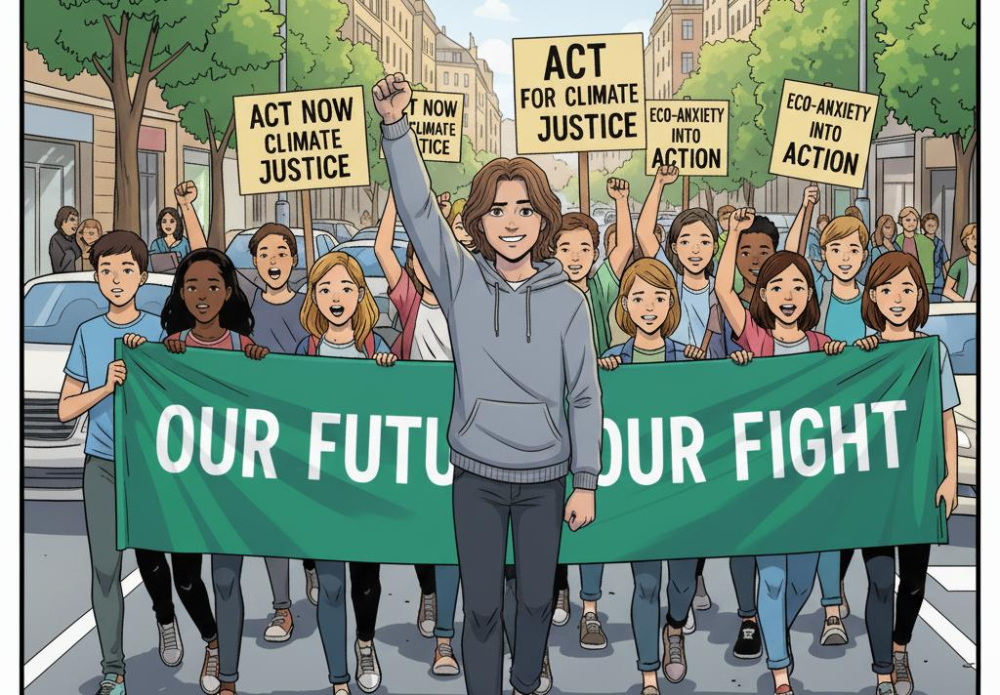 ACT NOW
CLIMATE
JUSTICE
NOW
CLIMATE
ACT
FOR CLIMATE
JUSTICE
ECO-ANXIETY
INTO
ACTION
ECO-ANXIETY
INTO
ACTION
OUR FUTU OUR FIGHT